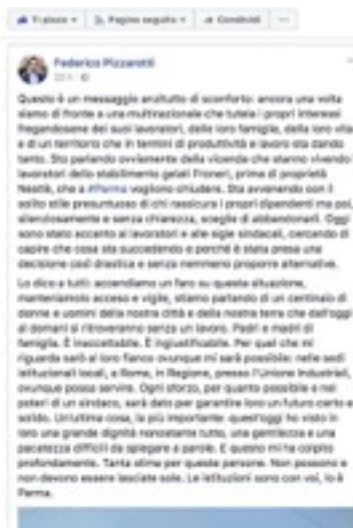 Ti piace
Pagina seguita
Condividi
Federico Pizzarotti
Questo è un messaggio anzitutto di sconforto: ancora una volta
siamo di fronte a una multinazionale che tutela i propri interessi
fregandosene dei suoi lavoratori, delle loro famiglie, della loro vita
e di un territorio che in termini di produttività e lavoro sta dando
tanto. Sto parlando ovviamente della vicenda che stanno vivendo i
lavoratori dello stabilimento gelati Froneri, prima di proprietà
Nestlè, che a #Parma vogliono chiudere. Sta avvenendo con il
solito stile presuntuoso di chi rassicura i propri dipendenti ma poi,
silenziosamente e senza chiarezza, sceglie di abbandonarli. Oggi
sono stato accanto ai lavoratori e alle sigle sindacali, cercando di
capire che cosa sta succedendo e perché è stata presa una
decisione così drastica e senza nemmeno proporre alternative.
Lo dico a tutti: accendiamo un faro su questa situazione,
manteniamolo acceso e vigile, stiamo parlando di un centinaio di
donne e uomini della nostra città e della nostra terra che dall'oggi
al domani si ritroveranno senza un lavoro. Padri e madri di
famiglia. È inaccettabile. È ingiustificabile. Per quel che mi
riguarda sarò al loro fianco ovunque mi sarà possibile: nelle sedi
istituzionali locali, a Roma, in Regione, presso l'Unione Industriali,
ovunque possa servire. Ogni sforzo, per quanto possibile e nei
poteri di un sindaco, sarà dato per garantire loro un futuro certo e
solido. Un'ultima cosa, la più importante: quest'oggi ho visto in
loro una grande dignità nonostante tutto, una gentilezza e una
pacatezza difficili da spiegare a parole. E questo mi ha colpito
profondamente. Tanta stima per queste persone. Non possono e
non devono essere lasciate sole. Le istituzioni sono con voi, lo è
Parma.